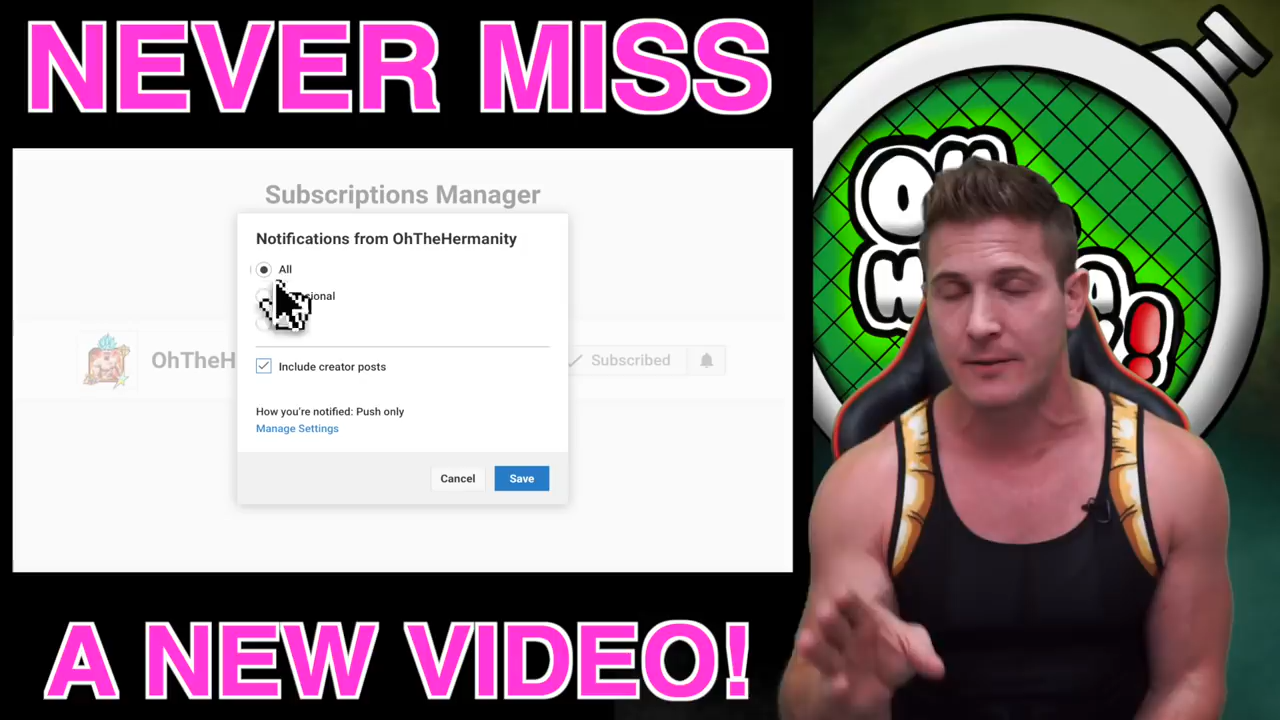 NEVER MISS
Subscriptions Manager
Notifications from OhTheHermanity
All
Include creator posts
OhTheH
Subscribed
How you're notified: Push only
Manage Settings
Cancel
Save
A NEW VIDEO!